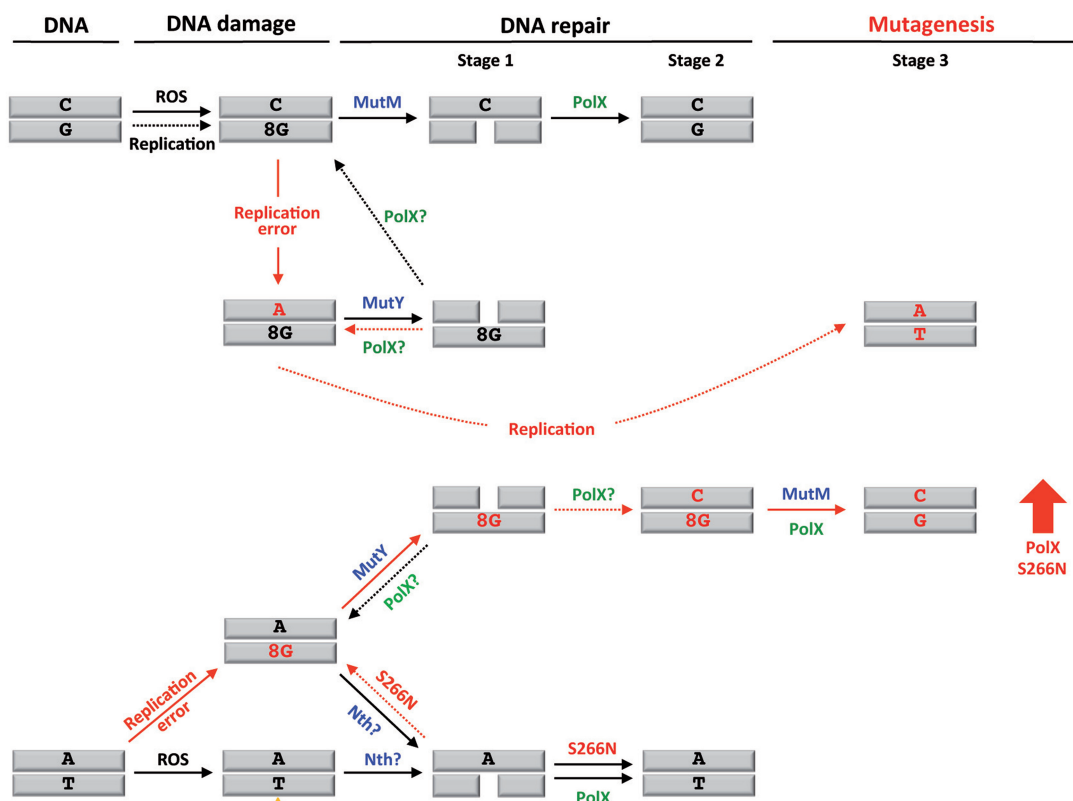 DNA DNA damage DNA repair Mutagenesis
Stage 1 Stage 2 Stage 3
C ROS C MutM C PolX C
G Replication 8G G
Replication
error
PolX?
A MutY A
8G PolX? 8G T
Replication
PolX? C MutM C
8G 8G PolX G
PolX
S266N
MutY
PolX?
A
8G
Replication
error
S266N
Nth?
A ROS A Nth? A S266N A
T T PolX T